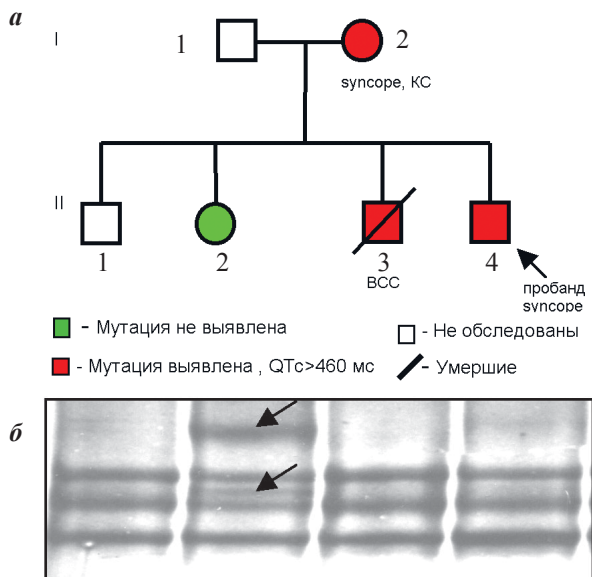 а
I
1
2
syncope, КС
II
1
2
3
4
ВСС
пробанд
syncope
- Мутация не выявлена
- Не обследованы
- Мутация выявлена , QTc>460 мс
- Умершие
б